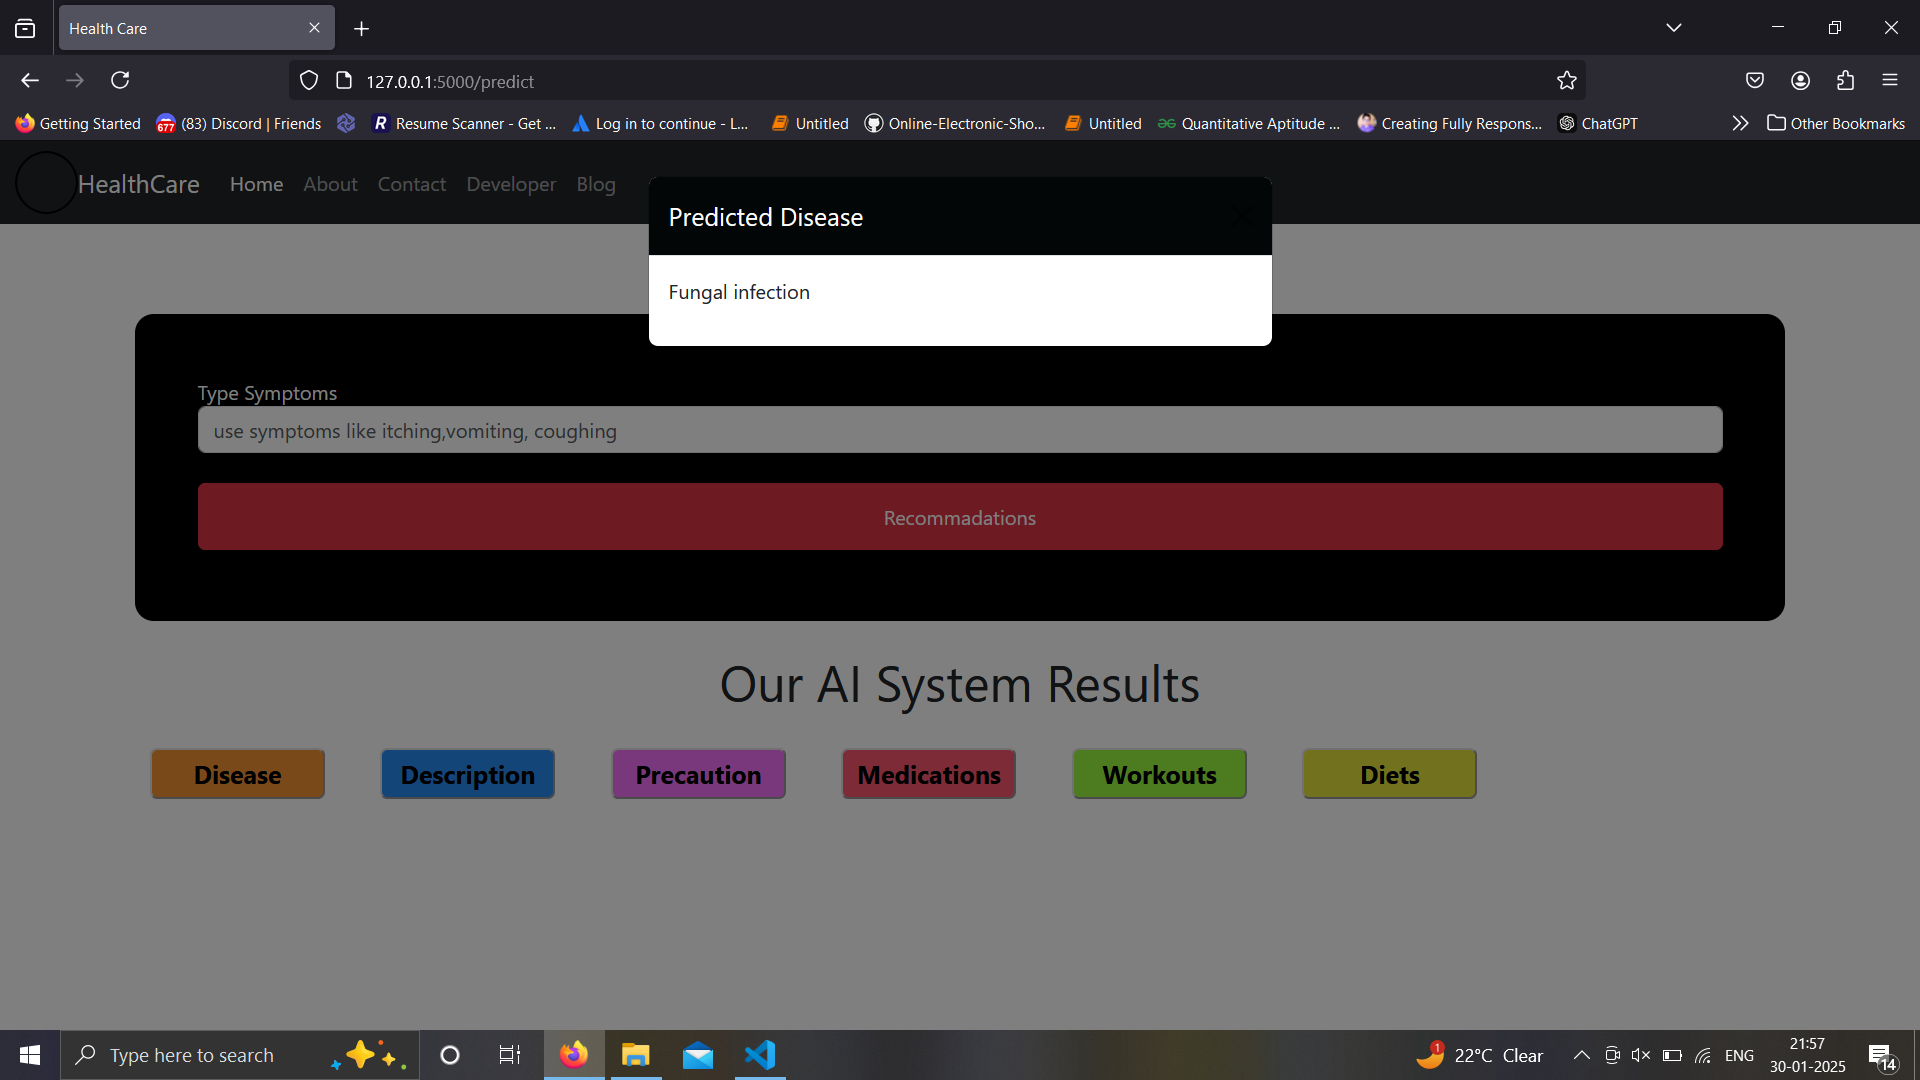 Health Care
127.0.0.1:5000/predict
Getting Started
677
(83) Discord | Friends
R
Resume Scanner - Get ...
Log in to continue - L...
Untitled
Online-Electronic-Sho...
Untitled
Quantitative Aptitude ...
Creating Fully Respons...
ChatGPT
Other Bookmarks
HealthCare
Home
About
Contact
Developer
Blog
Predicted Disease
Fungal infection
Type Symptoms
use symptoms like itching,vomiting, coughing
Recommadations
Our AI System Results
Disease
Description
Precaution
Medications
Workouts
Diets
Type here to search
1
22°C Clear
ENG
21:57
30-01-2025
14